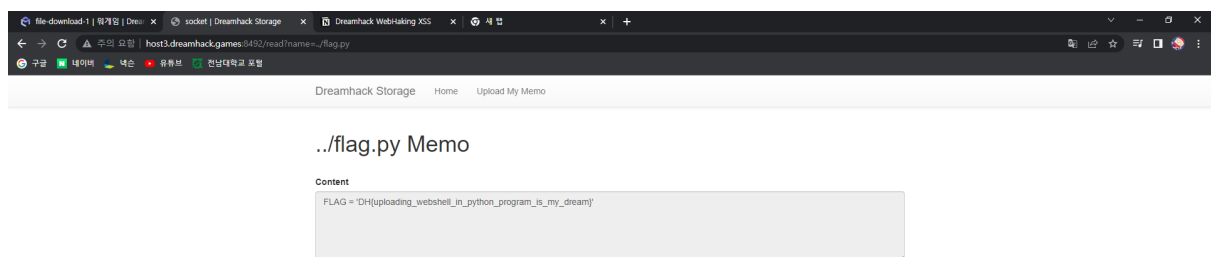 file-download-1 | 워게임 | Drear
socket | Dreamhack Storage
Dreamhack WebHaking XSS
새 탭
주의 요함 | host3.dreamhack.games:8492/read?name=../flag.py
구글 네이버 넥슨 유튜브 전남대학교 포털
Dreamhack Storage Home Upload My Memo
../flag.py Memo
Content
FLAG = 'DH{uploading_webshell_in_python_program_is_my_dream}'